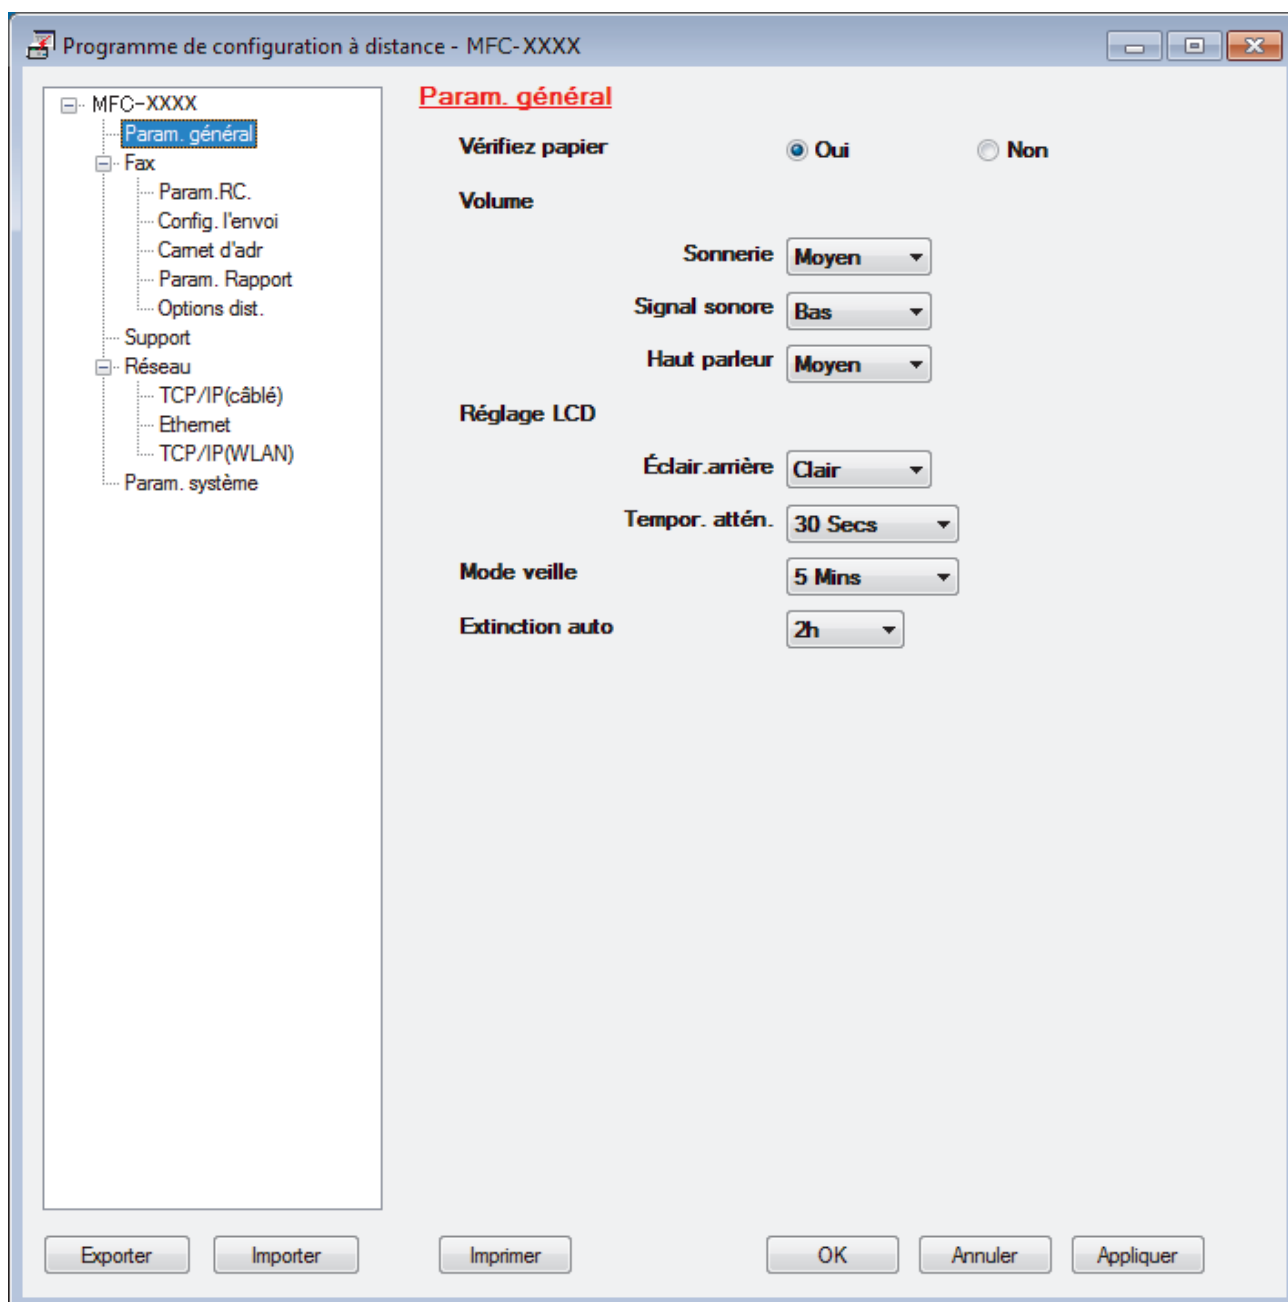 Programme de configuration à distance - MFC-XXXX
MFC-XXXX
Param. général
Fax
Param.RC.
Config. l'envoi
Carnet d'adr
Param. Rapport
Options dist.
Support
Réseau
TCP/IP(câblé)
Ethernet
TCP/IP(WLAN)
Param. système
Param. général
Vérifiez papier Oui Non
Volume
Sonnerie Moyen
Signal sonore Bas
Haut parleur Moyen
Réglage LCD
Éclair.arrière Clair
Tempor. attén. 30 Secs
Mode veille 5 Mins
Extinction auto 2h
Exporter Importer Imprimer OK Annuler Appliquer